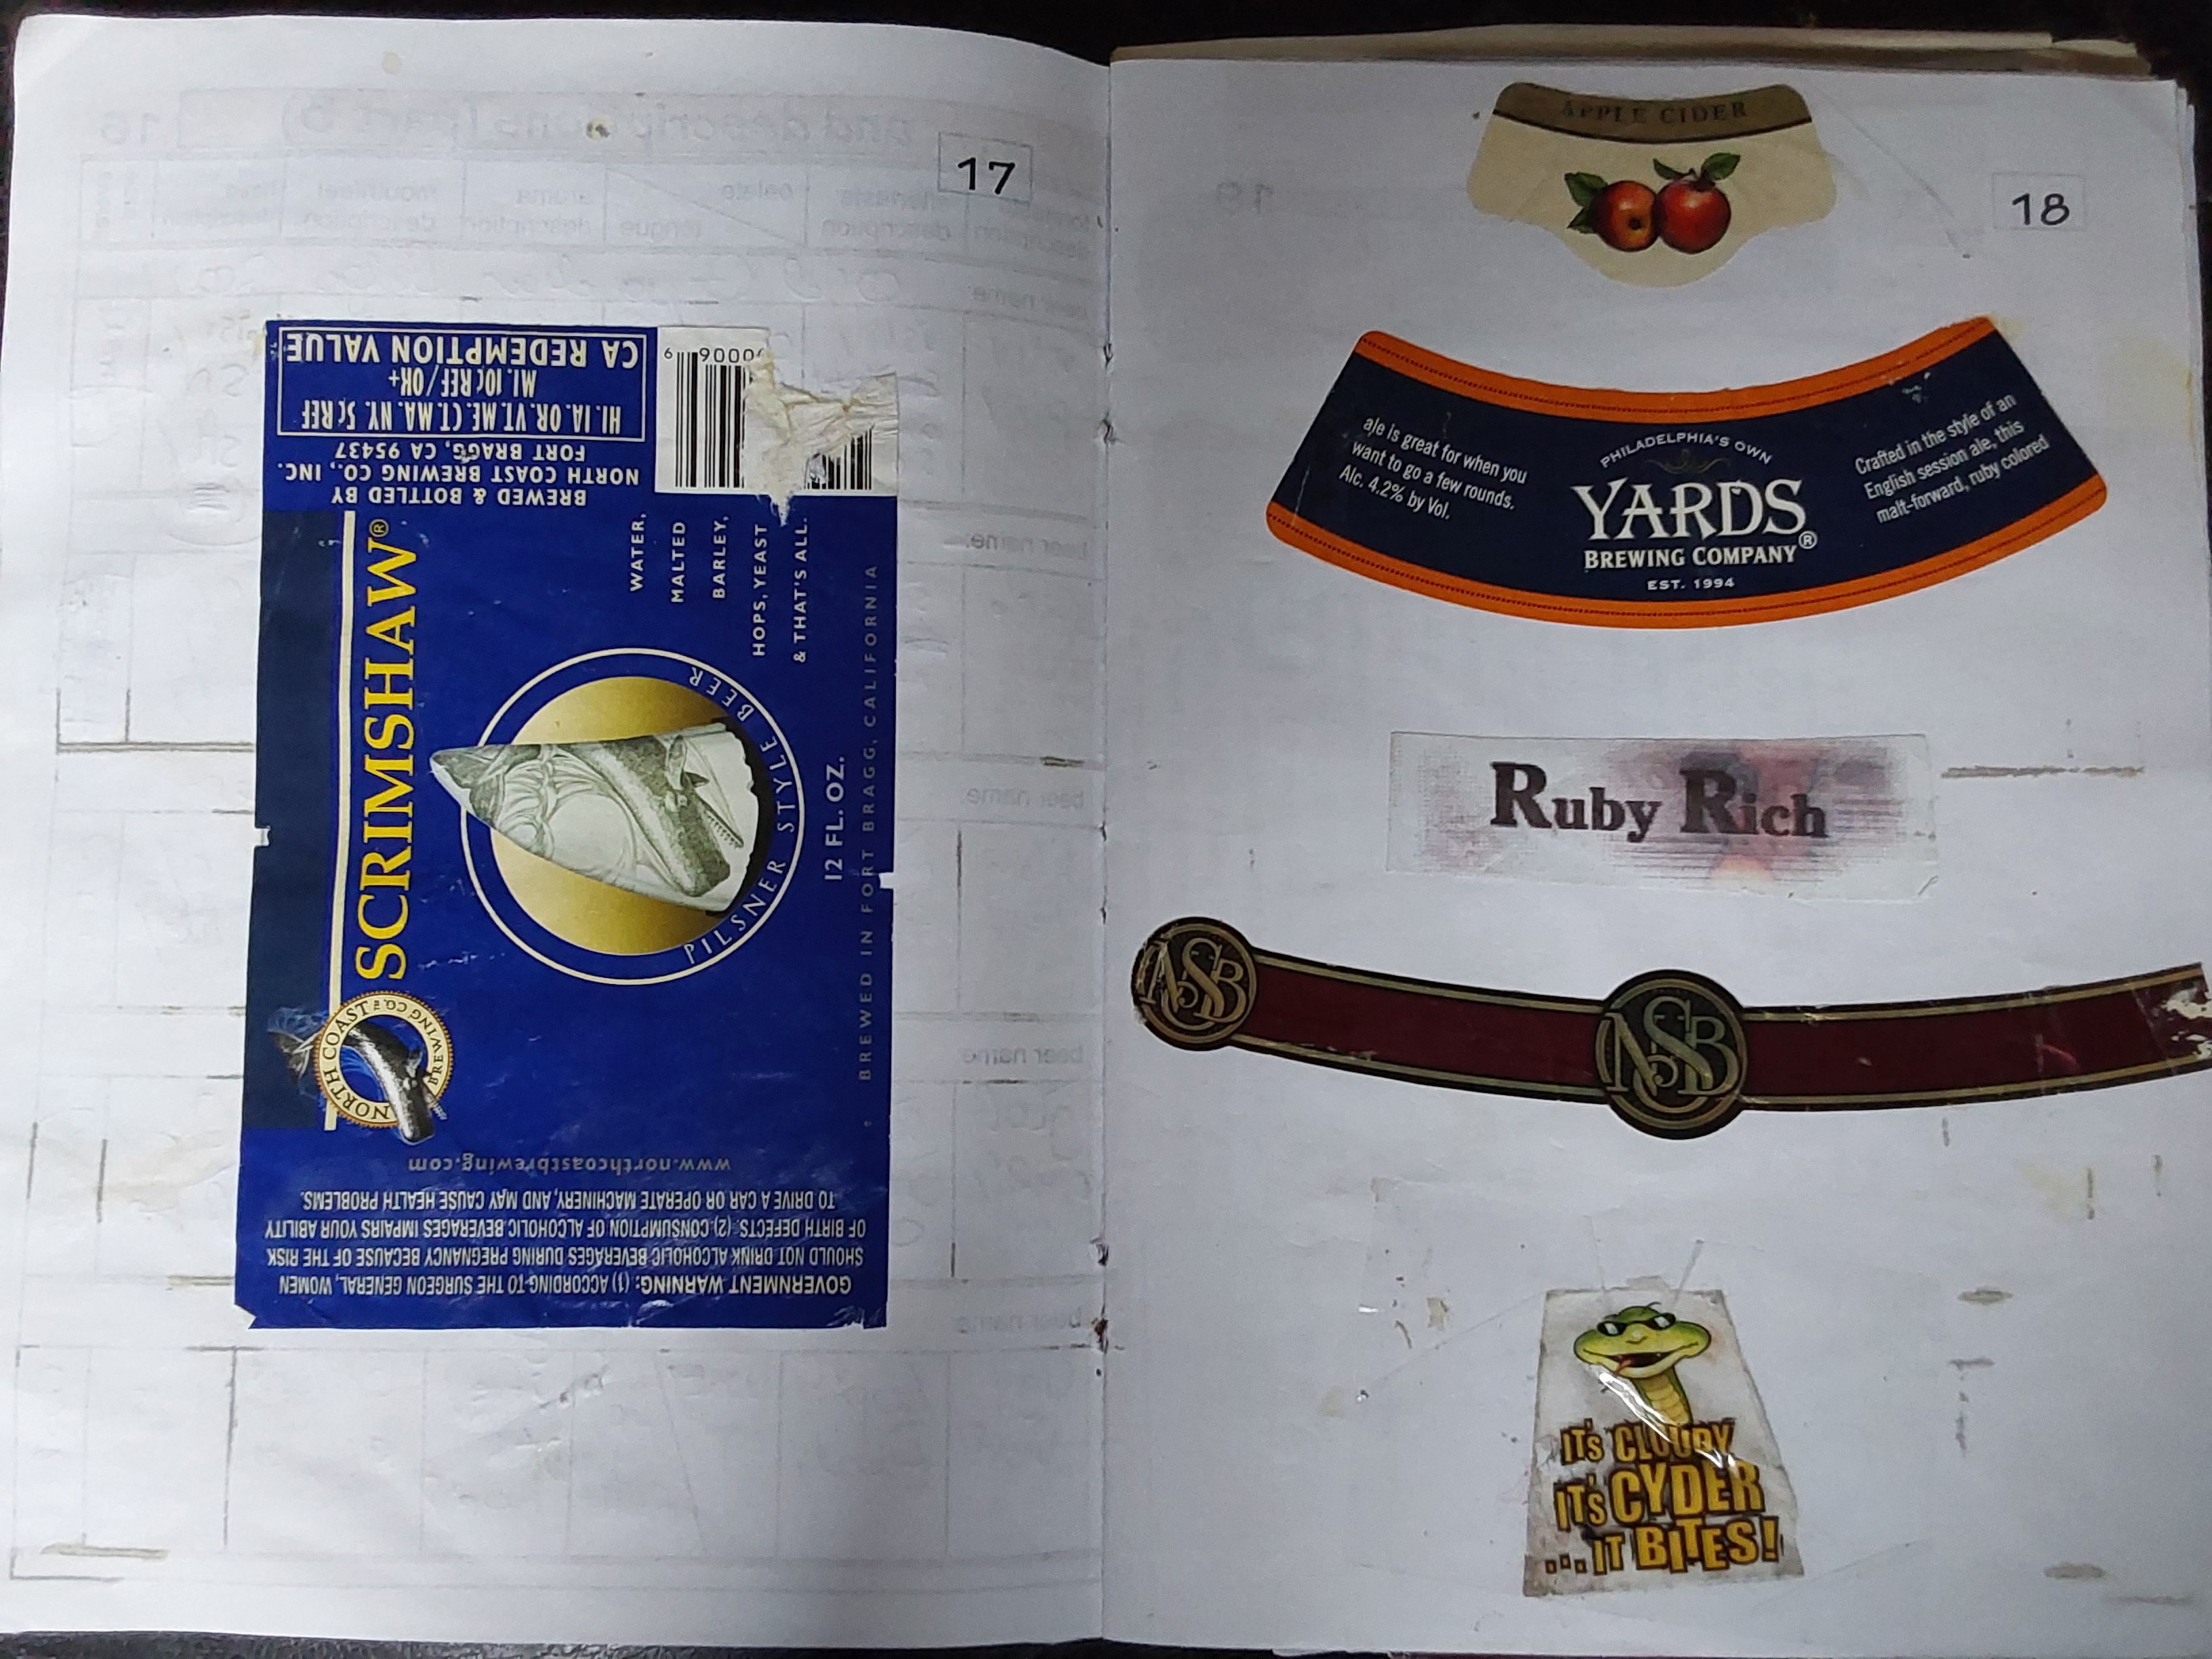 17
CA REDEMPTION VALUE
MI. 10¢ REF/OK+
HI. IA. OR. VT. ME. CT. MA. NY. 5¢ REF
FORT BRAGG, CA 95437
NORTH COAST BREWING CO., INC.
BREWED & BOTTLED BY
SCRIMSHAW®
NORTH COAST BREWING CO.
PILSNER STYLE BEER
WATER,
MALTED
BARLEY,
HOPS, YEAST
& THAT'S ALL.
12 FL. OZ.
BREWED IN FORT BRAGG, CALIFORNIA
www.northcoastbrewing.com
GOVERNMENT WARNING: (1) ACCORDING TO THE SURGEON GENERAL, WOMEN
SHOULD NOT DRINK ALCOHOLIC BEVERAGES DURING PREGNANCY BECAUSE OF THE RISK
OF BIRTH DEFECTS. (2) CONSUMPTION OF ALCOHOLIC BEVERAGES IMPAIRS YOUR ABILITY
TO DRIVE A CAR OR OPERATE MACHINERY, AND MAY CAUSE HEALTH PROBLEMS.
18
APPLE CIDER
ale is great for when you
want to go a few rounds.
Alc. 4.2% by Vol.
PHILADELPHIA'S OWN
YARDS®
BREWING COMPANY
EST. 1994
Crafted in the style of an
English session ale, this
malt-forward, ruby colored
Ruby Rich
NSB
NSB
IT'S CLOUDY
IT'S CYDER
...IT BITES!